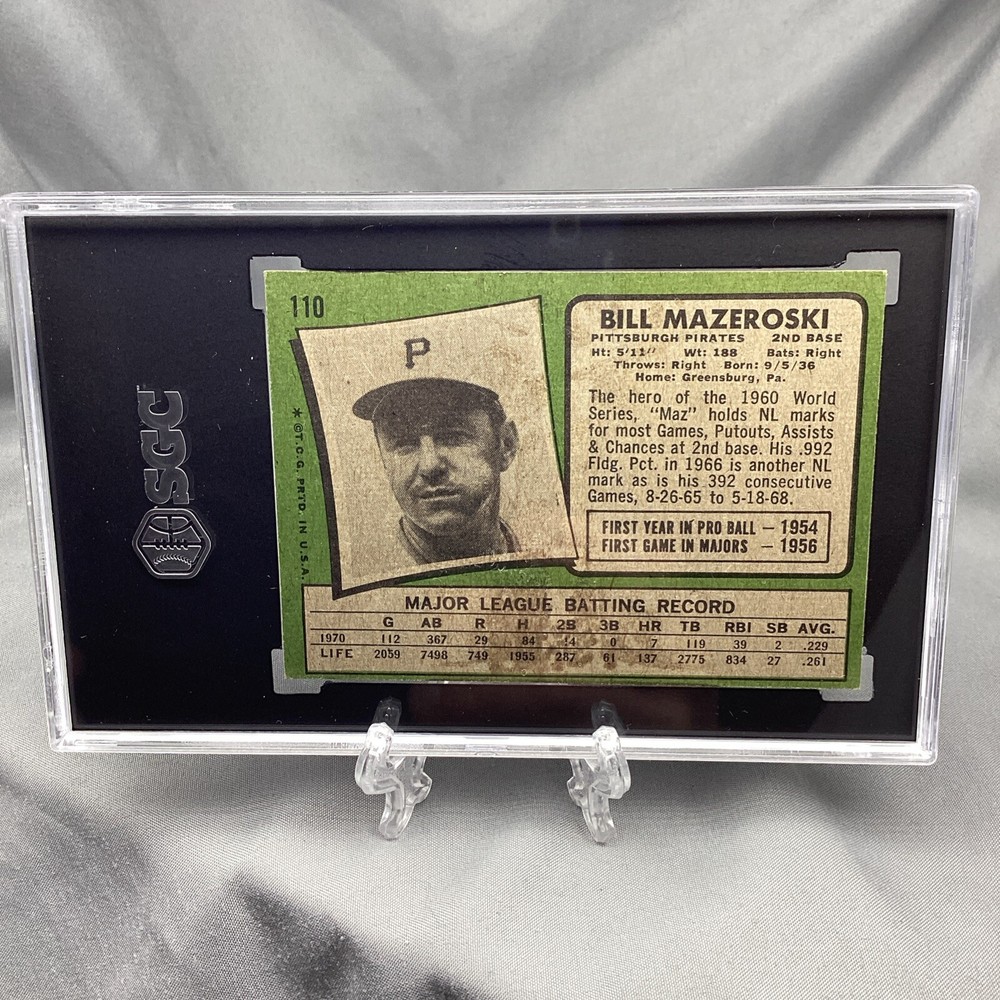 SGC
110
P
* ©T.C.G. PRTD. IN U.S.A.
BILL MAZEROSKI
PITTSBURGH PIRATES 2ND BASE
Ht: 5'11" Wt: 188 Bats: Right
Throws: Right Born: 9/5/36
Home: Greensburg, Pa.
The hero of the 1960 World
Series, "Maz" holds NL marks
for most Games, Putouts, Assists
& Chances at 2nd base. His .992
Fldg. Pct. in 1966 is another NL
mark as is his 392 consecutive
Games, 8-26-65 to 5-18-68.
FIRST YEAR IN PRO BALL — 1954
FIRST GAME IN MAJORS — 1956
MAJOR LEAGUE BATTING RECORD
G AB R H 2B 3B HR TB RBI SB AVG.
1970 112 367 29 84 14 0 7 119 39 2 .229
LIFE 2059 7498 749 1955 287 61 137 2775 834 27 .261